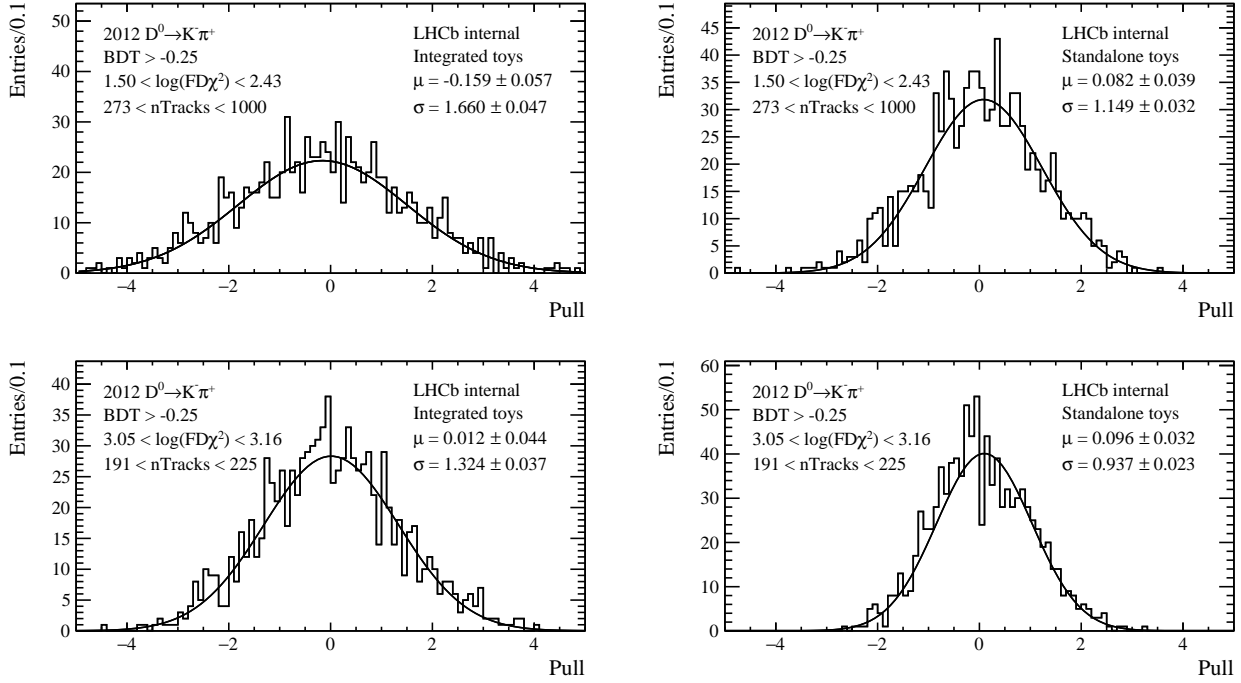 Entries/0.1
2012 D⁰→K⁻π⁺
BDT > -0.25
1.50 < log(FDχ²) < 2.43
273 < nTracks < 1000
LHCb internal
Integrated toys
μ = -0.159 ± 0.057
σ = 1.660 ± 0.047
50
40
30
20
10
0
−4 −2 0 2 4
Pull
Entries/0.1
2012 D⁰→K⁻π⁺
BDT > -0.25
1.50 < log(FDχ²) < 2.43
273 < nTracks < 1000
LHCb internal
Standalone toys
μ = 0.082 ± 0.039
σ = 1.149 ± 0.032
45
40
35
30
25
20
15
10
5
0
−4 −2 0 2 4
Pull
Entries/0.1
2012 D⁰→K⁻π⁺
BDT > -0.25
3.05 < log(FDχ²) < 3.16
191 < nTracks < 225
LHCb internal
Integrated toys
μ = 0.012 ± 0.044
σ = 1.324 ± 0.037
40
35
30
25
20
15
10
5
0
−4 −2 0 2 4
Pull
Entries/0.1
2012 D⁰→K⁻π⁺
BDT > -0.25
3.05 < log(FDχ²) < 3.16
191 < nTracks < 225
LHCb internal
Standalone toys
μ = 0.096 ± 0.032
σ = 0.937 ± 0.023
60
50
40
30
20
10
0
−4 −2 0 2 4
Pull